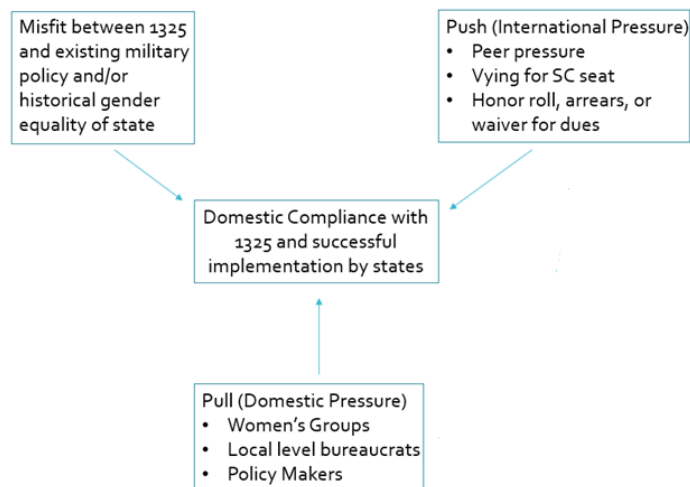 Misfit between 1325
and existing military
policy and/or
historical gender
equality of state
Push (International Pressure)
• Peer pressure
• Vying for SC seat
• Honor roll, arrears, or
waiver for dues
Domestic Compliance with
1325 and successful
implementation by states
Pull (Domestic Pressure)
• Women's Groups
• Local level bureaucrats
• Policy Makers